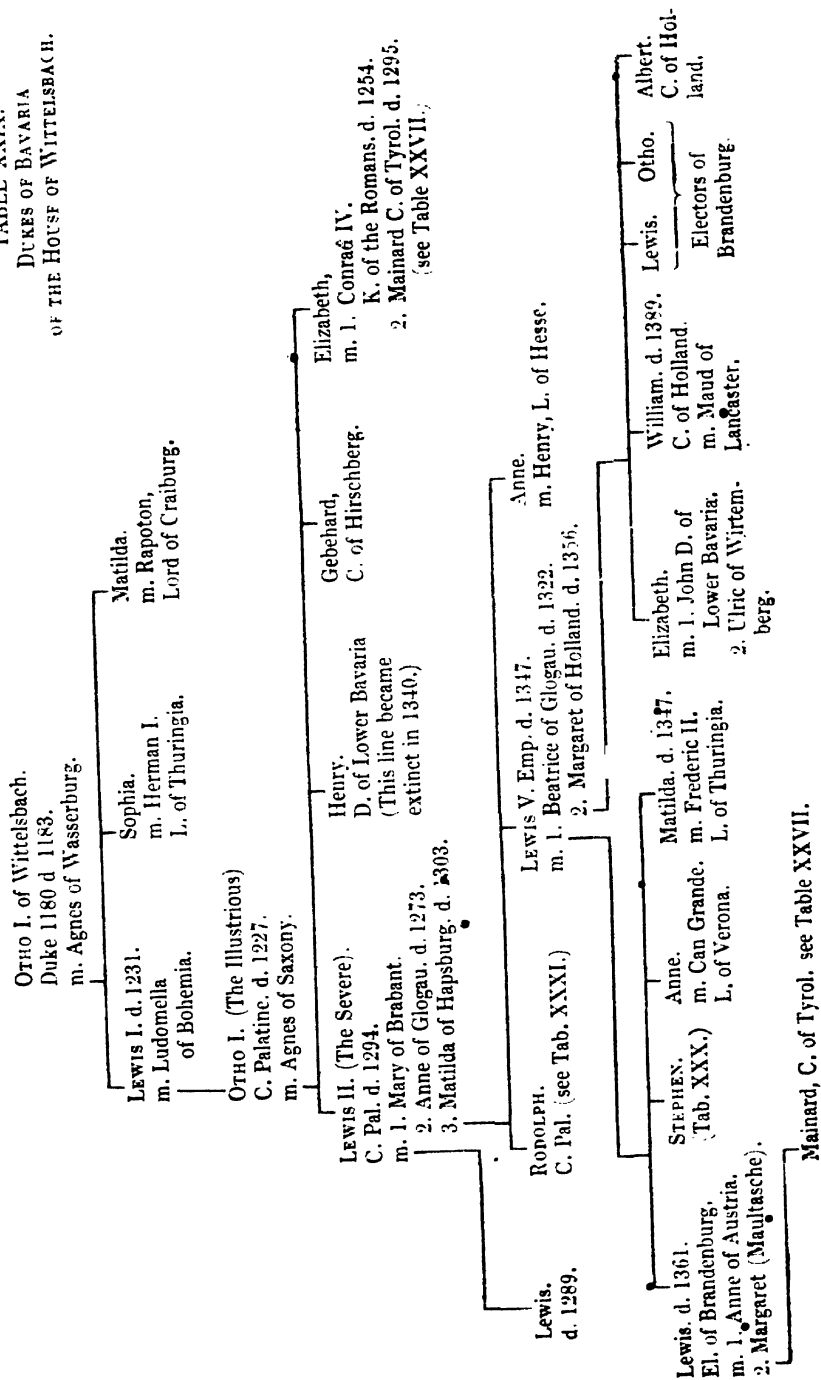 TABLE XXIX.
DUKES OF BAVARIA
OF THE HOUSE OF WITTELSBACH.
OTHO I. of Wittelsbach.
Duke 1180 d 1183.
m. Agnes of Wasserburg.
LEWIS I. d. 1231.
m. Ludomella
of Bohemia.
Sophia.
m. Herman I.
L. of Thuringia.
Matilda.
m. Rapoton,
Lord of Craiburg.
OTHO I. (The Illustrious)
C. Palatine. d. 1227.
m. Agnes of Saxony.
LEWIS II. (The Severe).
C. Pal. d. 1294.
m. 1. Mary of Brabant.
2. Anne of Glogau. d. 1273.
3. Matilda of Hapsburg. d. 1303.
Henry.
D. of Lower Bavaria
(This line became
extinct in 1340.)
Gebehard,
C. of Hirschberg.
Elizabeth,
m. 1. Conrad IV.
K. of the Romans. d. 1254.
2. Mainard C. of Tyrol. d. 1295.
(see Table XXVII.)
Lewis.
d. 1289.
RODOLPH.
C. Pal. (see Tab. XXXI.)
LEWIS V. Emp. d. 1347.
m. 1. Beatrice of Glogau. d. 1322.
2. Margaret of Holland. d. 1356.
Anne.
m. Henry, L. of Hesse.
Lewis. d. 1361.
El. of Brandenburg.
m. 1. Anne of Austria.
2. Margaret (Maultasche).
STEPHEN.
(Tab. XXX.)
Anne.
m. Can Grande.
L. of Verona.
Matilda. d. 1347.
m. Frederic II.
L. of Thuringia.
Elizabeth.
m. 1. John D. of
Lower Bavaria.
2. Ulric of Wirtem-
berg.
William. d. 1389.
C. of Holland.
m. Maud of
Lancaster.
Lewis. Otho.
Electors of
Brandenburg.
Albert.
C. of Hol-
land.
Mainard, C. of Tyrol. see Table XXVII.